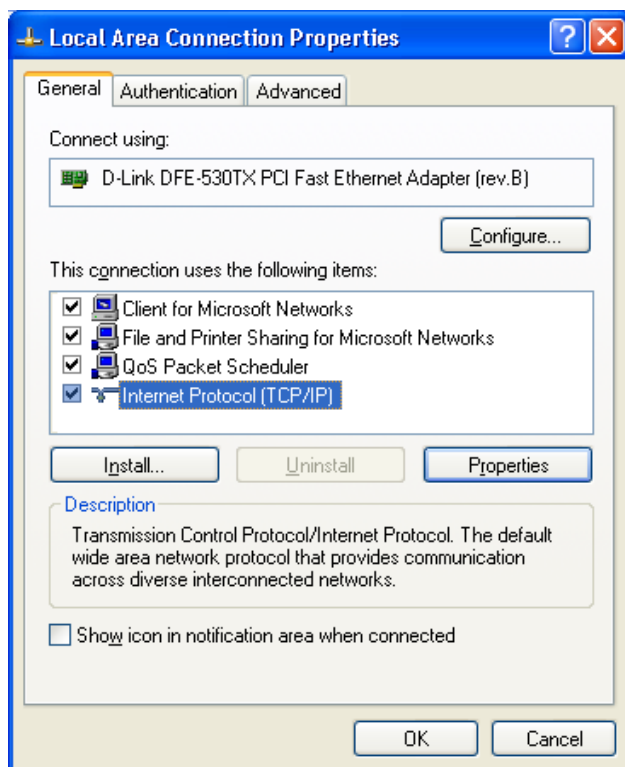 Local Area Connection Properties
General Authentication Advanced
Connect using:
D-Link DFE-530TX PCI Fast Ethernet Adapter (rev.B)
Configure...
This connection uses the following items:
Client for Microsoft Networks
File and Printer Sharing for Microsoft Networks
QoS Packet Scheduler
Internet Protocol (TCP/IP)
Install... Uninstall Properties
Description
Transmission Control Protocol/Internet Protocol. The default
wide area network protocol that provides communication
across diverse interconnected networks.
Show icon in notification area when connected
OK Cancel